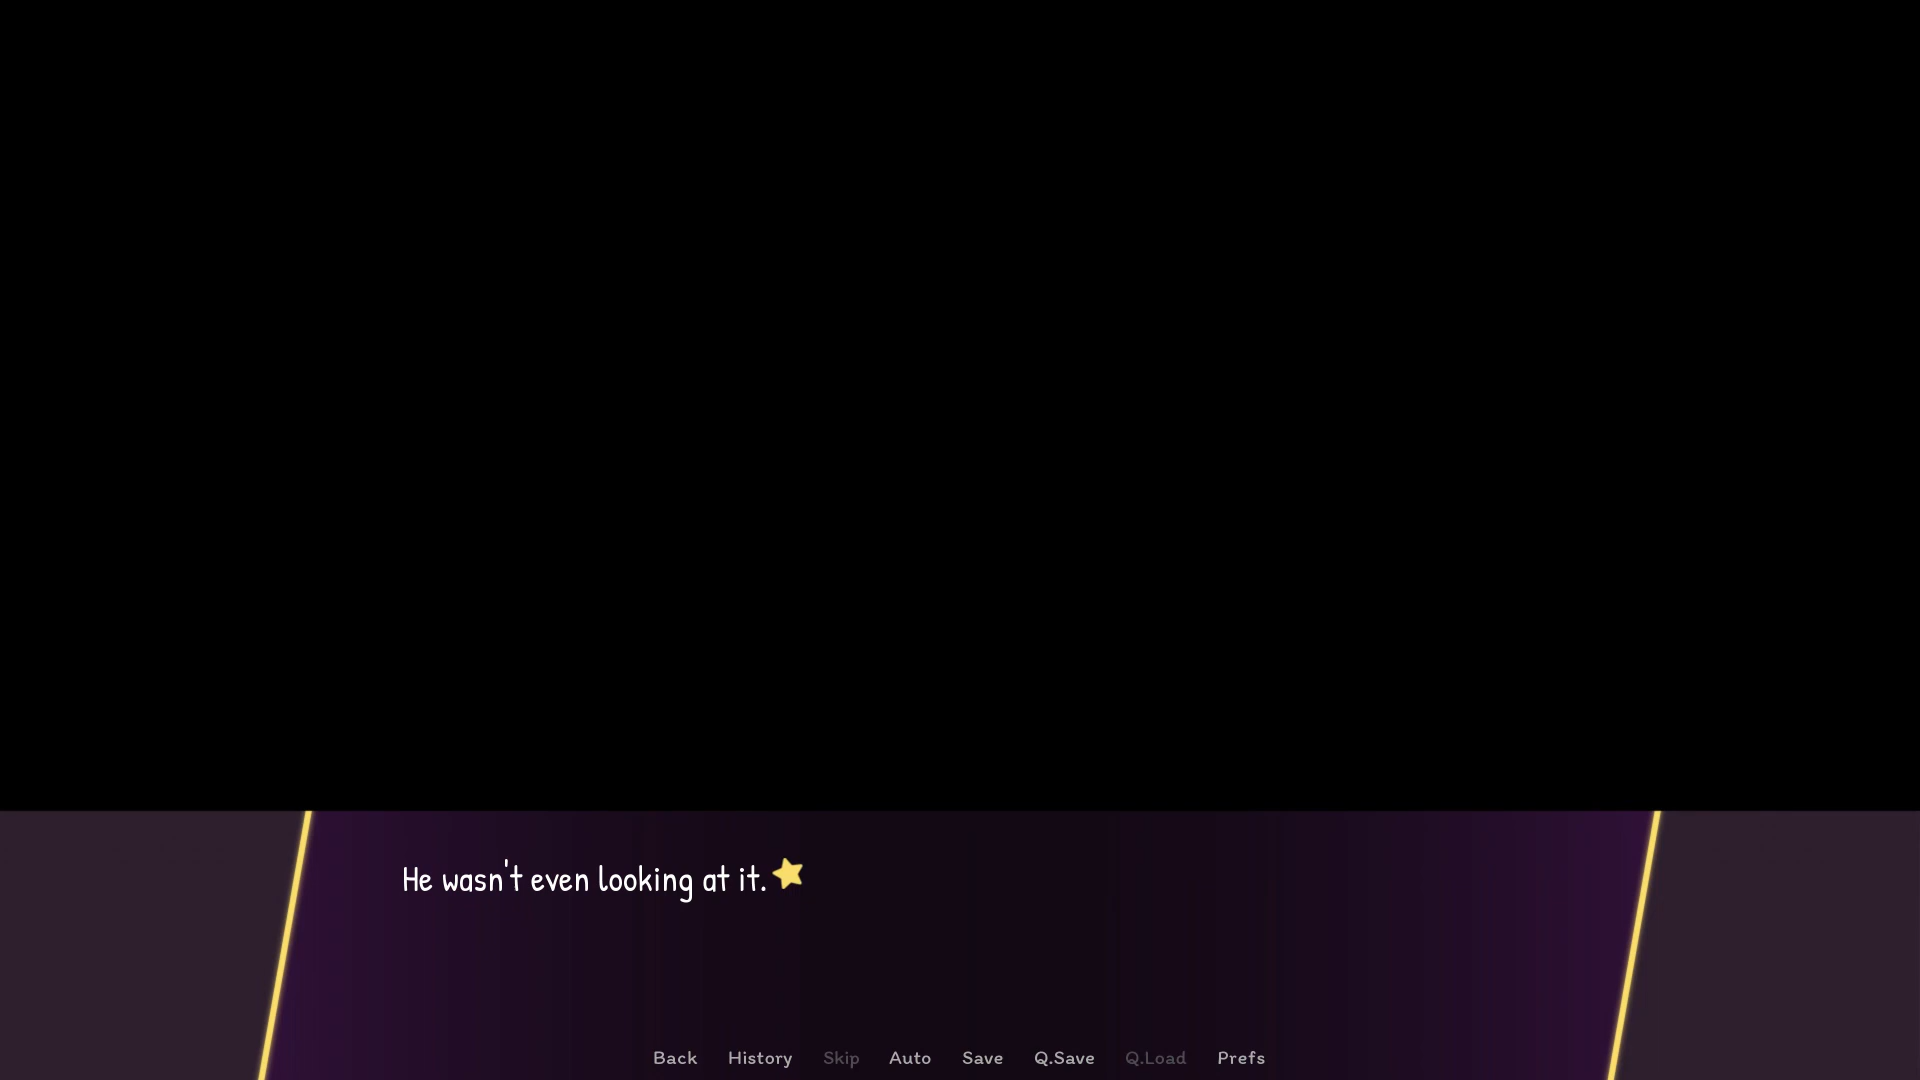 He wasn't even looking at it.
Back History Skip Auto Save Q.Save Q.Load Prefs